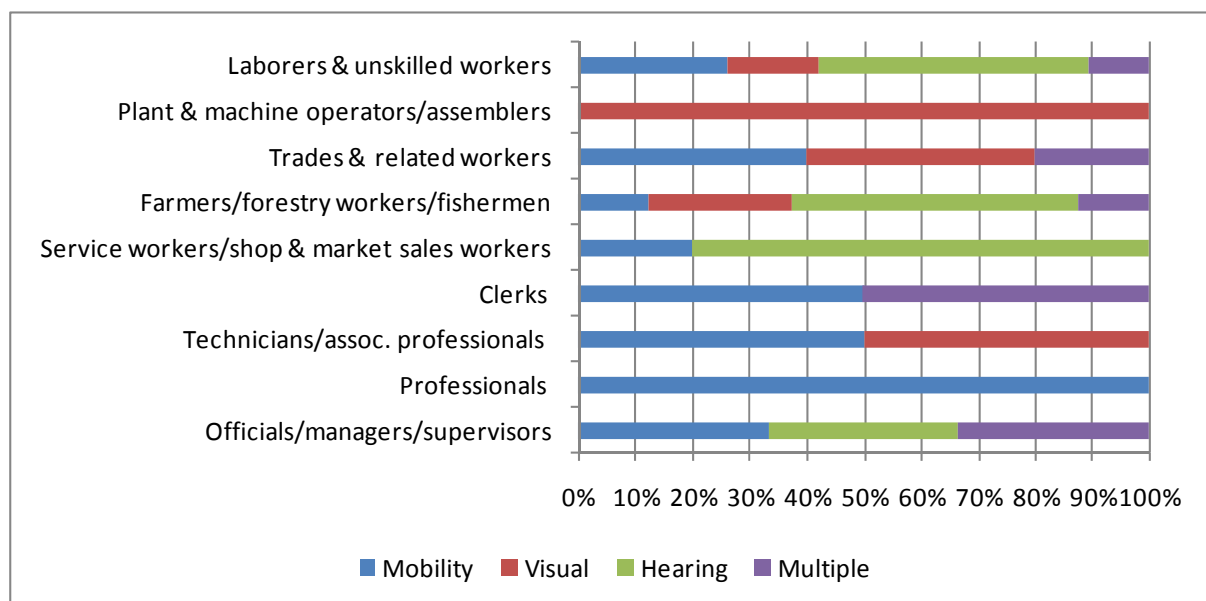 Laborers & unskilled workers
Plant & machine operators/assemblers
Trades & related workers
Farmers/forestry workers/fishermen
Service workers/shop & market sales workers
Clerks
Technicians/assoc. professionals
Professionals
Officials/managers/supervisors
0% 10% 20% 30% 40% 50% 60% 70% 80% 90% 100%
Mobility Visual Hearing Multiple